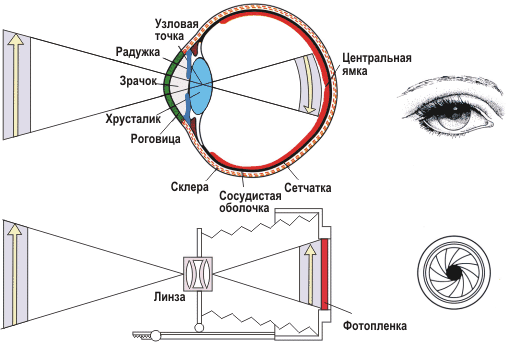 Узловая
точка
Радужка
Зрачок
Хрусталик
Роговица
Центральная
ямка
Склера
Сосудистая
оболочка
Сетчатка
Линза
Фотопленка